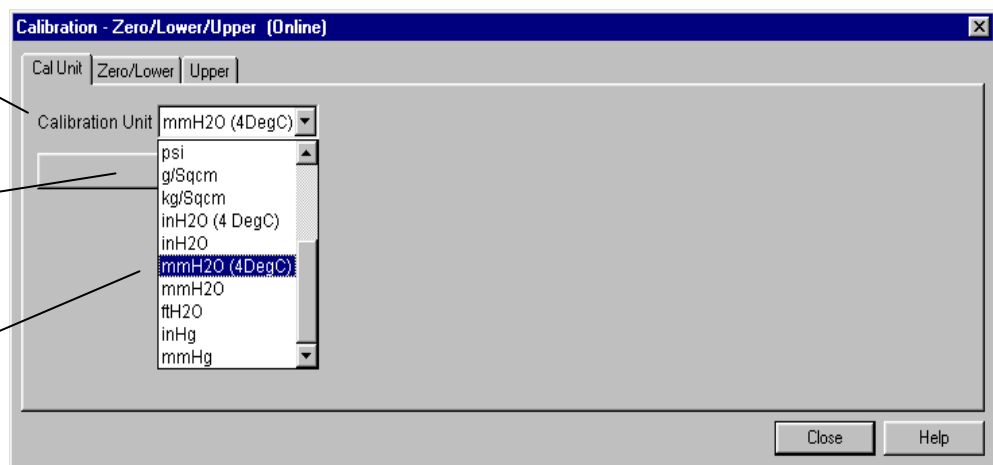 Calibration - Zero/Lower/Upper (Online)
Cal Unit Zero/Lower Upper
Calibration Unit mmH2O (4DegC)
psi
g/Sqcm
kg/Sqcm
inH2O (4 DegC)
inH2O
mmH2O (4DegC)
mmH2O
ftH2O
inHg
mmHg
Close Help